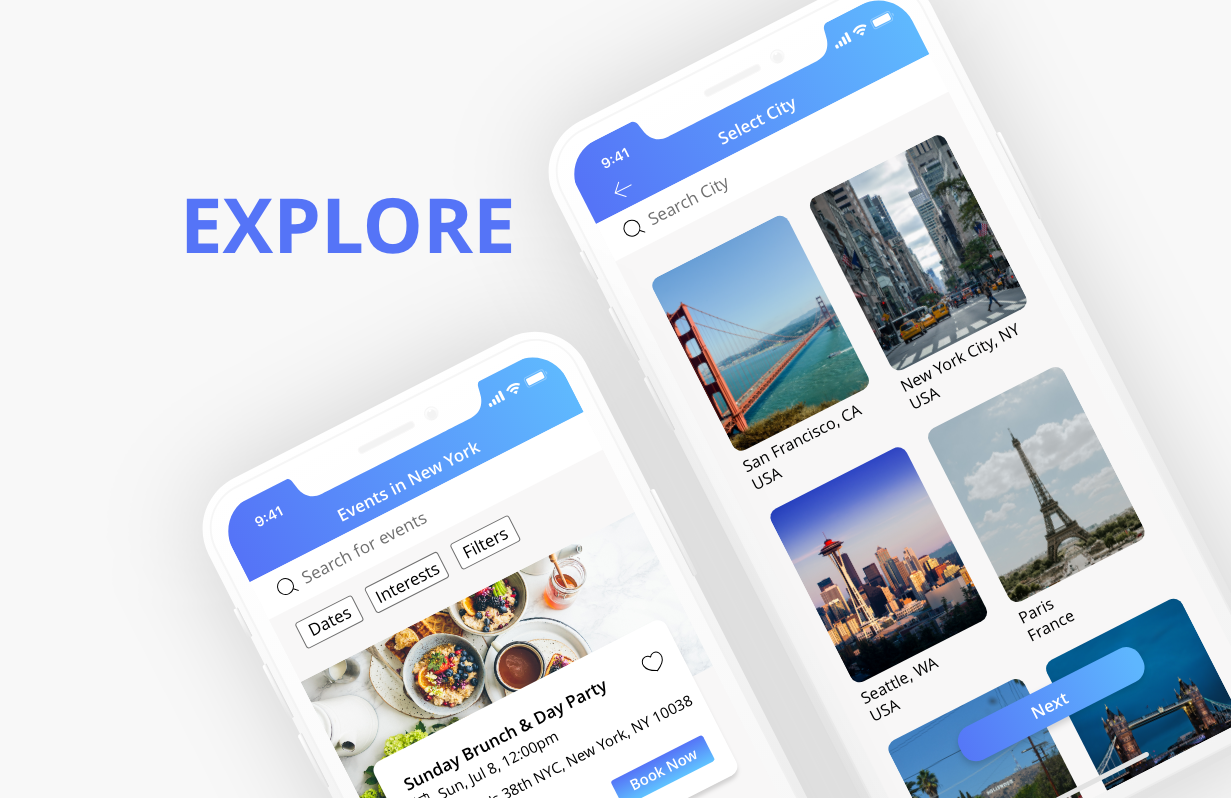 EXPLORE
9:41
Select City
Search City
San Francisco, CA
USA
New York City, NY
USA
Seattle, WA
USA
Paris
France
Next
9:41
Events in New York
Search for events
Dates
Interests
Filters
Sunday Brunch & Day Party
Sun, Jul 8, 12:00pm
38th NYC, New York, NY 10038
Book Now